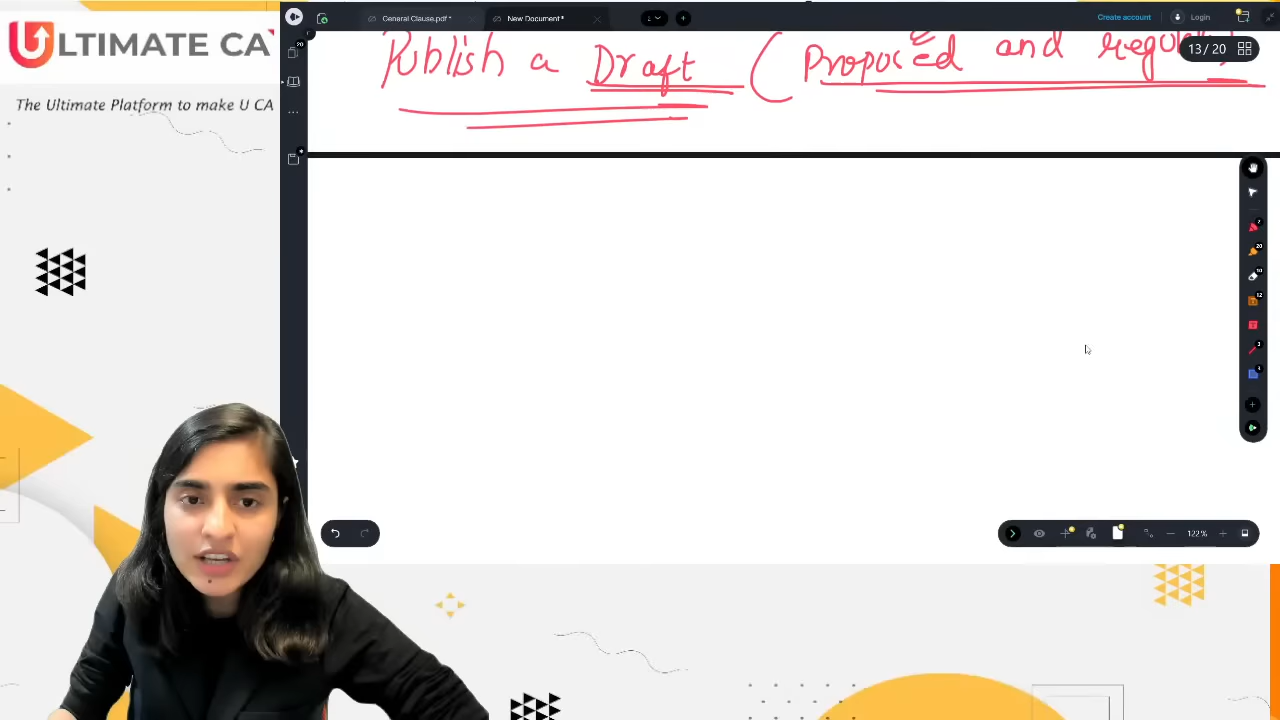 General Clause.pdf *
New Document*
Create account
Login
ULTIMATE CA
The Ultimate Platform to make U CA
Publish a Draft (Proposed and
13 / 20
122%